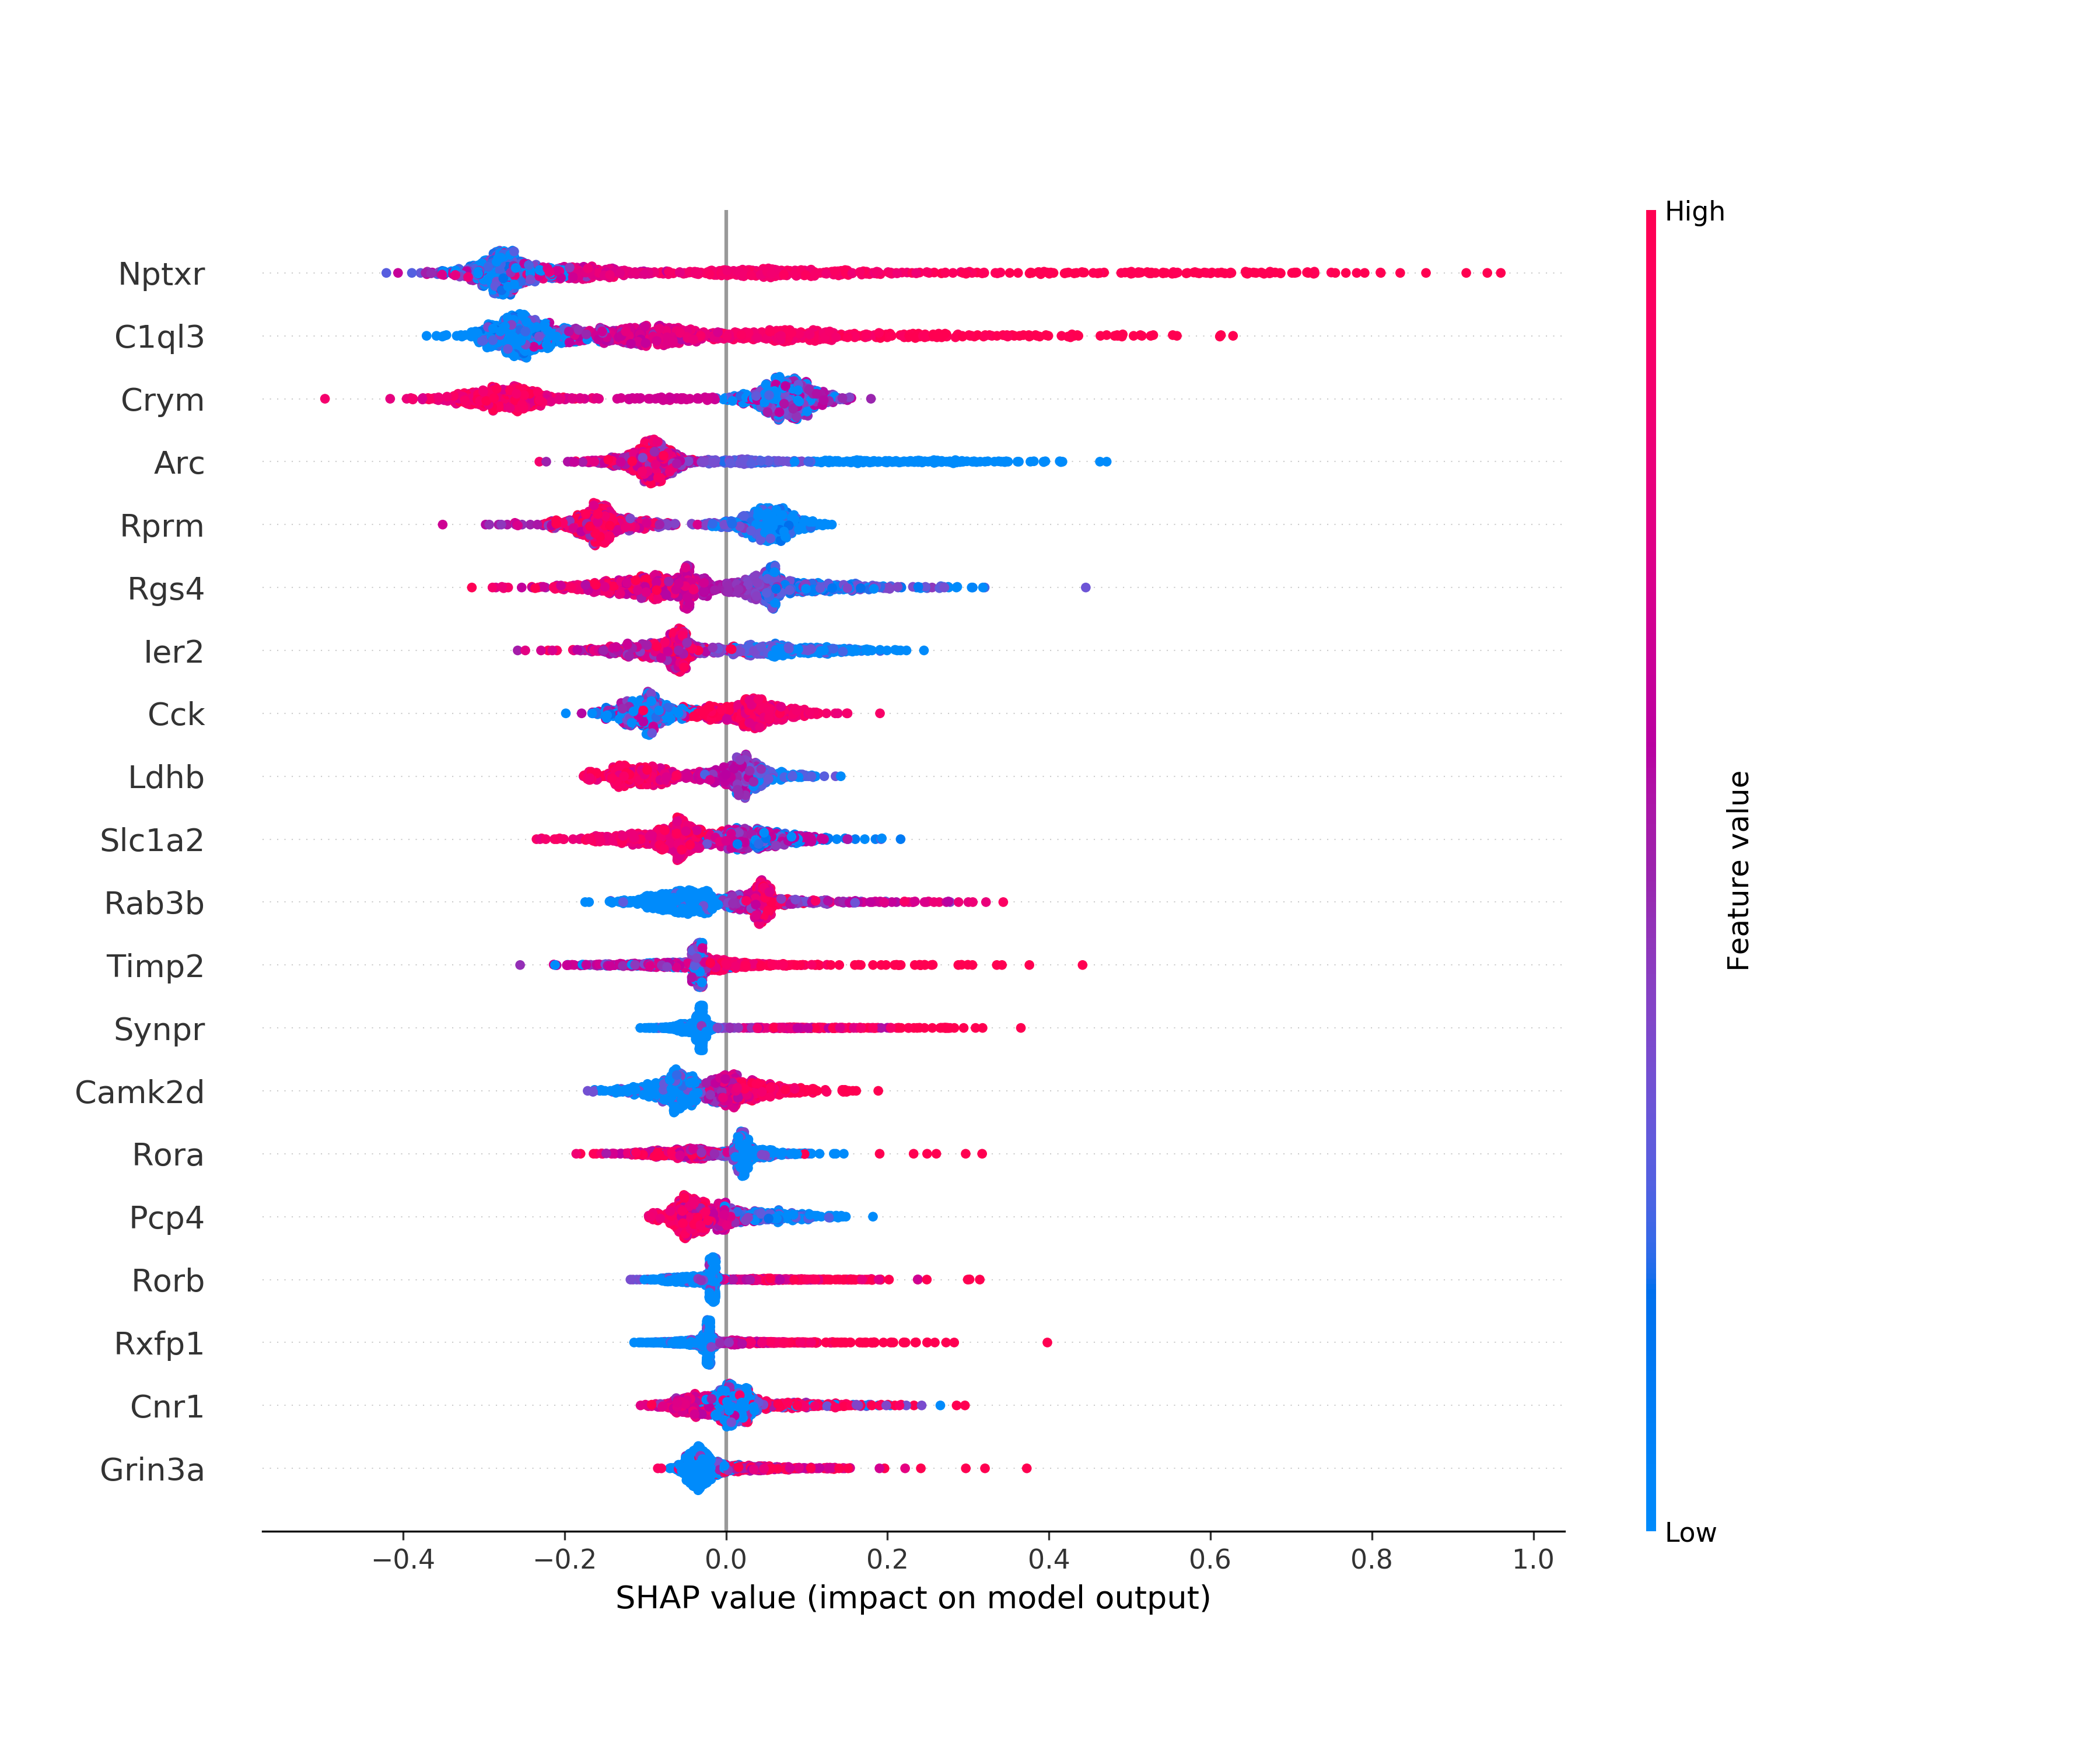 High
Nptxr
C1ql3
Crym
Arc
Rprm
Rgs4
Ier2
Cck
Ldhb
Slc1a2
Rab3b
Timp2
Synpr
Camk2d
Rora
Pcp4
Rorb
Rxfp1
Cnr1
Grin3a
Feature value
Low
−0.4 −0.2 0.0 0.2 0.4 0.6 0.8 1.0
SHAP value (impact on model output)